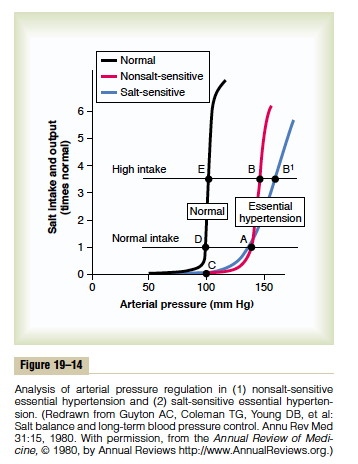 Normal
Nonsalt-sensitive
Salt-sensitive
Salt intake and output
(times normal)
6
5
4
3
2
1
0
High intake
E
B
B1
Normal
Essential
hypertension
Normal intake
D
A
C
0
50
100
150
Arterial pressure (mm Hg)
Figure 19–14
Analysis of arterial pressure regulation in (1) nonsalt-sensitive
essential hypertension and (2) salt-sensitive essential hyperten-
sion. (Redrawn from Guyton AC, Coleman TG, Young DB, et al:
Salt balance and long-term blood pressure control. Annu Rev Med
31:15, 1980. With permission, from the Annual Review of Medi-
cine, © 1980, by Annual Reviews http://www.AnnualReviews.org.)